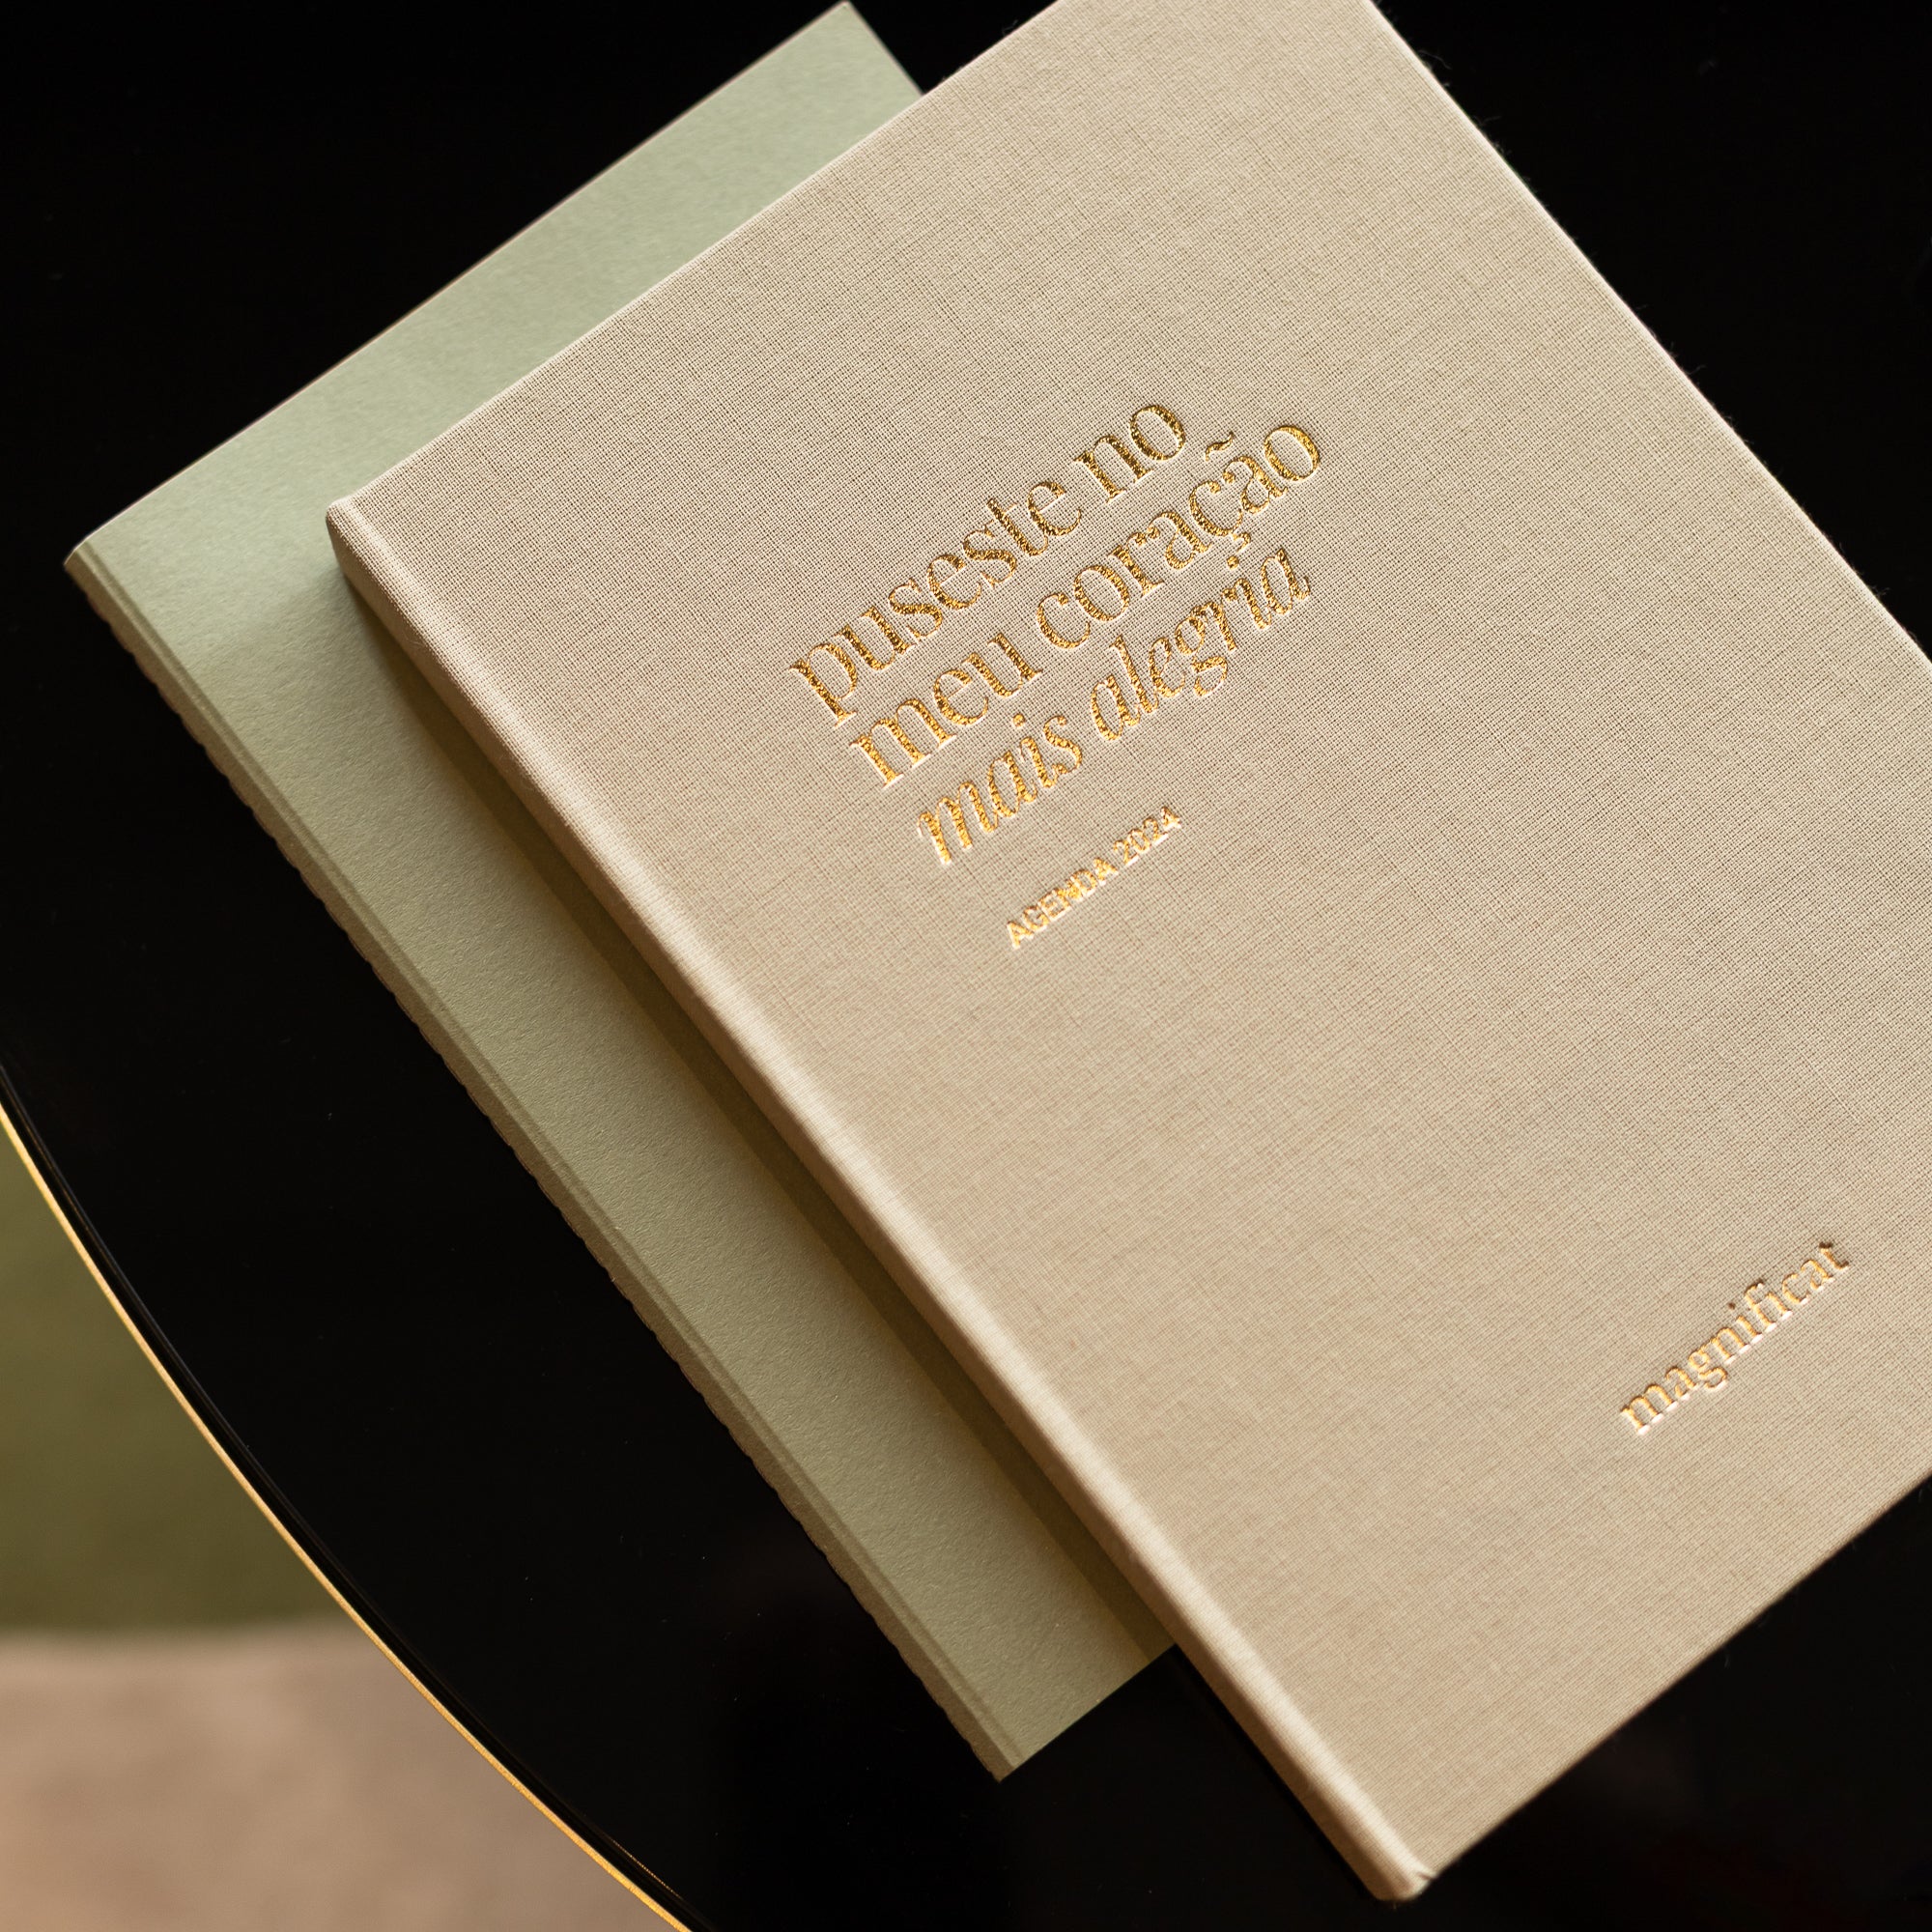 puseste no
meu coração
mais alegria
AGENDA 2024
magnificat